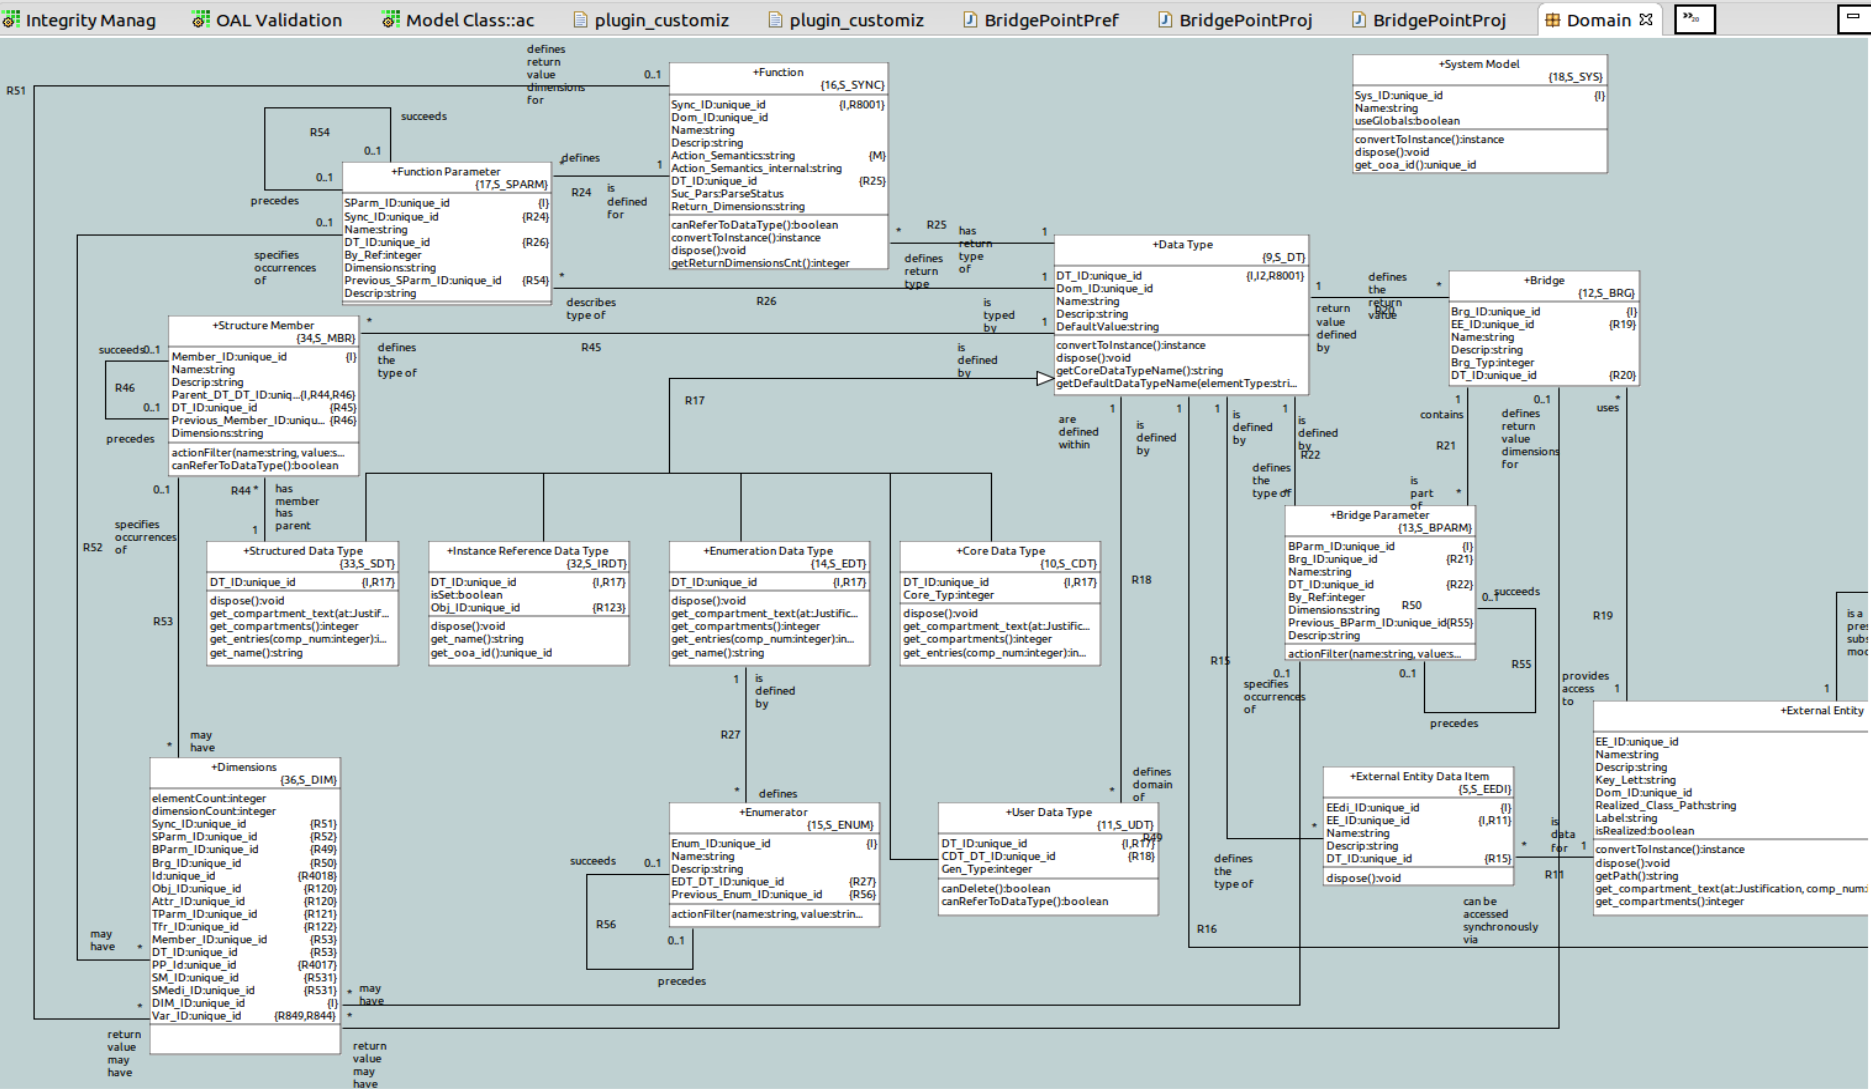 Integrity Manag
OAL Validation
Model Class::ac
plugin_customiz
plugin_customiz
BridgePointPref
BridgePointProj
BridgePointProj
Domain
R51
defines
return
value
dimensions
for
0..1
+Function
{16,S_SYNC}
Sync_ID:unique_id {I,R8001}
Dom_ID:unique_id
Name:string
Descrip:string
Action_Semantics:string {M}
Action_Semantics_internal:string
DT_ID:unique_id {R25}
Suc_Pars:ParseStatus
Return_Dimensions:string
canReferToDataType():boolean
convertToInstance():instance
dispose():void
getReturnDimensionsCnt():integer
+System Model
{18,S_SYS}
Sys_ID:unique_id {I}
Name:string
useGlobals:boolean
convertToInstance():instance
dispose():void
get_ooa_id():unique_id
succeeds
R54
0..1
0..1
precedes
0..1
+Function Parameter
{17,S_SPARM}
SParm_ID:unique_id {I}
Sync_ID:unique_id {R24}
Name:string
DT_ID:unique_id {R26}
By_Ref:integer
Dimensions:string
Previous_SParm_ID:unique_id {R54}
Descrip:string
defines
*
1
R24
is
defined
for
specifies
occurrences
of
* R25
has
return
type
of
1
defines
return
type
1
*
describes
type of
R26
is
typed
by
1
+Data Type
{9,S_DT}
DT_ID:unique_id {I,I2,R8001}
Dom_ID:unique_id
Name:string
Descrip:string
DefaultValue:string
convertToInstance():instance
dispose():void
getCoreDataTypeName():string
getDefaultDataTypeName(elementType:stri...
1
defines
the
return
value
*
R20
return
value
defined
by
+Bridge
{12,S_BRG}
Brg_ID:unique_id {I}
EE_ID:unique_id {R19}
Name:string
Descrip:string
Brg_Typ:integer
DT_ID:unique_id {R20}
+Structure Member
{34,S_MBR}
Member_ID:unique_id {I}
Name:string
Descrip:string
Parent_DT_DT_ID:uniq...{I,R44,R46}
DT_ID:unique_id {R45}
Previous_Member_ID:uniqu... {R46}
Dimensions:string
actionFilter(name:string, value:s...
canReferToDataType():boolean
*
defines
the
type of
R45
is
defined
by
succeeds0..1
R46
0..1
precedes
R17
0..1
R44 *
has
member
has
parent
1
specifies
occurrences
of
R52
R53
1
are
defined
within
1
is
defined
by
1
is
defined
by
1
is
defined
by
R22
defines
the
type of
*
1
contains
R21
is
part
of
*
0..1
defines
return
value
dimensions
for
*
uses
+Structured Data Type
{33,S_SDT}
DT_ID:unique_id {I,R17}
dispose():void
get_compartment_text(at:Justif...
get_compartments():integer
get_entries(comp_num:integer):i...
get_name():string
+Instance Reference Data Type
{32,S_IRDT}
DT_ID:unique_id {I,R17}
isSet:boolean
Obj_ID:unique_id {R123}
dispose():void
get_name():string
get_ooa_id():unique_id
+Enumeration Data Type
{14,S_EDT}
DT_ID:unique_id {I,R17}
dispose():void
get_compartment_text(at:Justific...
get_compartments():integer
get_entries(comp_num:integer):in...
get_name():string
+Core Data Type
{10,S_CDT}
DT_ID:unique_id {I,R17}
Core_Typ:integer
dispose():void
get_compartment_text(at:Justific...
get_compartments():integer
get_entries(comp_num:integer):in...
R18
+Bridge Parameter
{13,S_BPARM}
BParm_ID:unique_id {I}
Brg_ID:unique_id {R21}
Name:string
DT_ID:unique_id {R22}
By_Ref:integer
Dimensions:string
Previous_BParm_ID:unique_id{R55}
Descrip:string
actionFilter(name:string, value:s...
R50
0..1
succeeds
R55
0..1
precedes
R19
R15
0..1
specifies
occurrences
of
provides
access
to
1
is a
1
1
is
defined
by
R27
*
defines
may
have
*
+Dimensions
{36,S_DIM}
elementCount:integer
dimensionCount:integer
Sync_ID:unique_id {R51}
SParm_ID:unique_id {R52}
BParm_ID:unique_id {R49}
Brg_ID:unique_id {R50}
Id:unique_id {R4018}
Obj_ID:unique_id {R120}
Attr_ID:unique_id {R120}
TParm_ID:unique_id {R121}
Tfr_ID:unique_id {R122}
Member_ID:unique_id {R53}
DT_ID:unique_id {R53}
PP_Id:unique_id {R4017}
SM_ID:unique_id {R531}
SMedi_ID:unique_id {R531}
DIM_ID:unique_id {I}
Var_ID:unique_id {R849,R844}
may
have
*
*
return
value
may
have
* may
have
*
return
value
may
have
+Enumerator
{15,S_ENUM}
Enum_ID:unique_id {I}
Name:string
Descrip:string
EDT_DT_ID:unique_id {R27}
Previous_Enum_ID:unique_id {R56}
actionFilter(name:string, value:strin...
succeeds
0..1
R56
0..1
precedes
defines
domain
of
*
+User Data Type
{11,S_UDT}
R49
DT_ID:unique_id {I,R17}
CDT_DT_ID:unique_id {R18}
Gen_Type:integer
canDelete():boolean
canReferToDataType():boolean
defines
the
type of
R16
*
+External Entity Data Item
{5,S_EEDI}
EEdi_ID:unique_id {I}
EE_ID:unique_id {I,R11}
Name:string
Descrip:string
DT_ID:unique_id {R15}
dispose():void
*
is
data
for
1
R11
can be
accessed
synchronously
via
+External Entity
EE_ID:unique_id
Name:string
Descrip:string
Key_Lett:string
Dom_ID:unique_id
Realized_Class_Path:string
Label:string
isRealized:boolean
convertToInstance():instance
dispose():void
getPath():string
get_compartment_text(at:Justification, comp_num:
get_compartments():integer